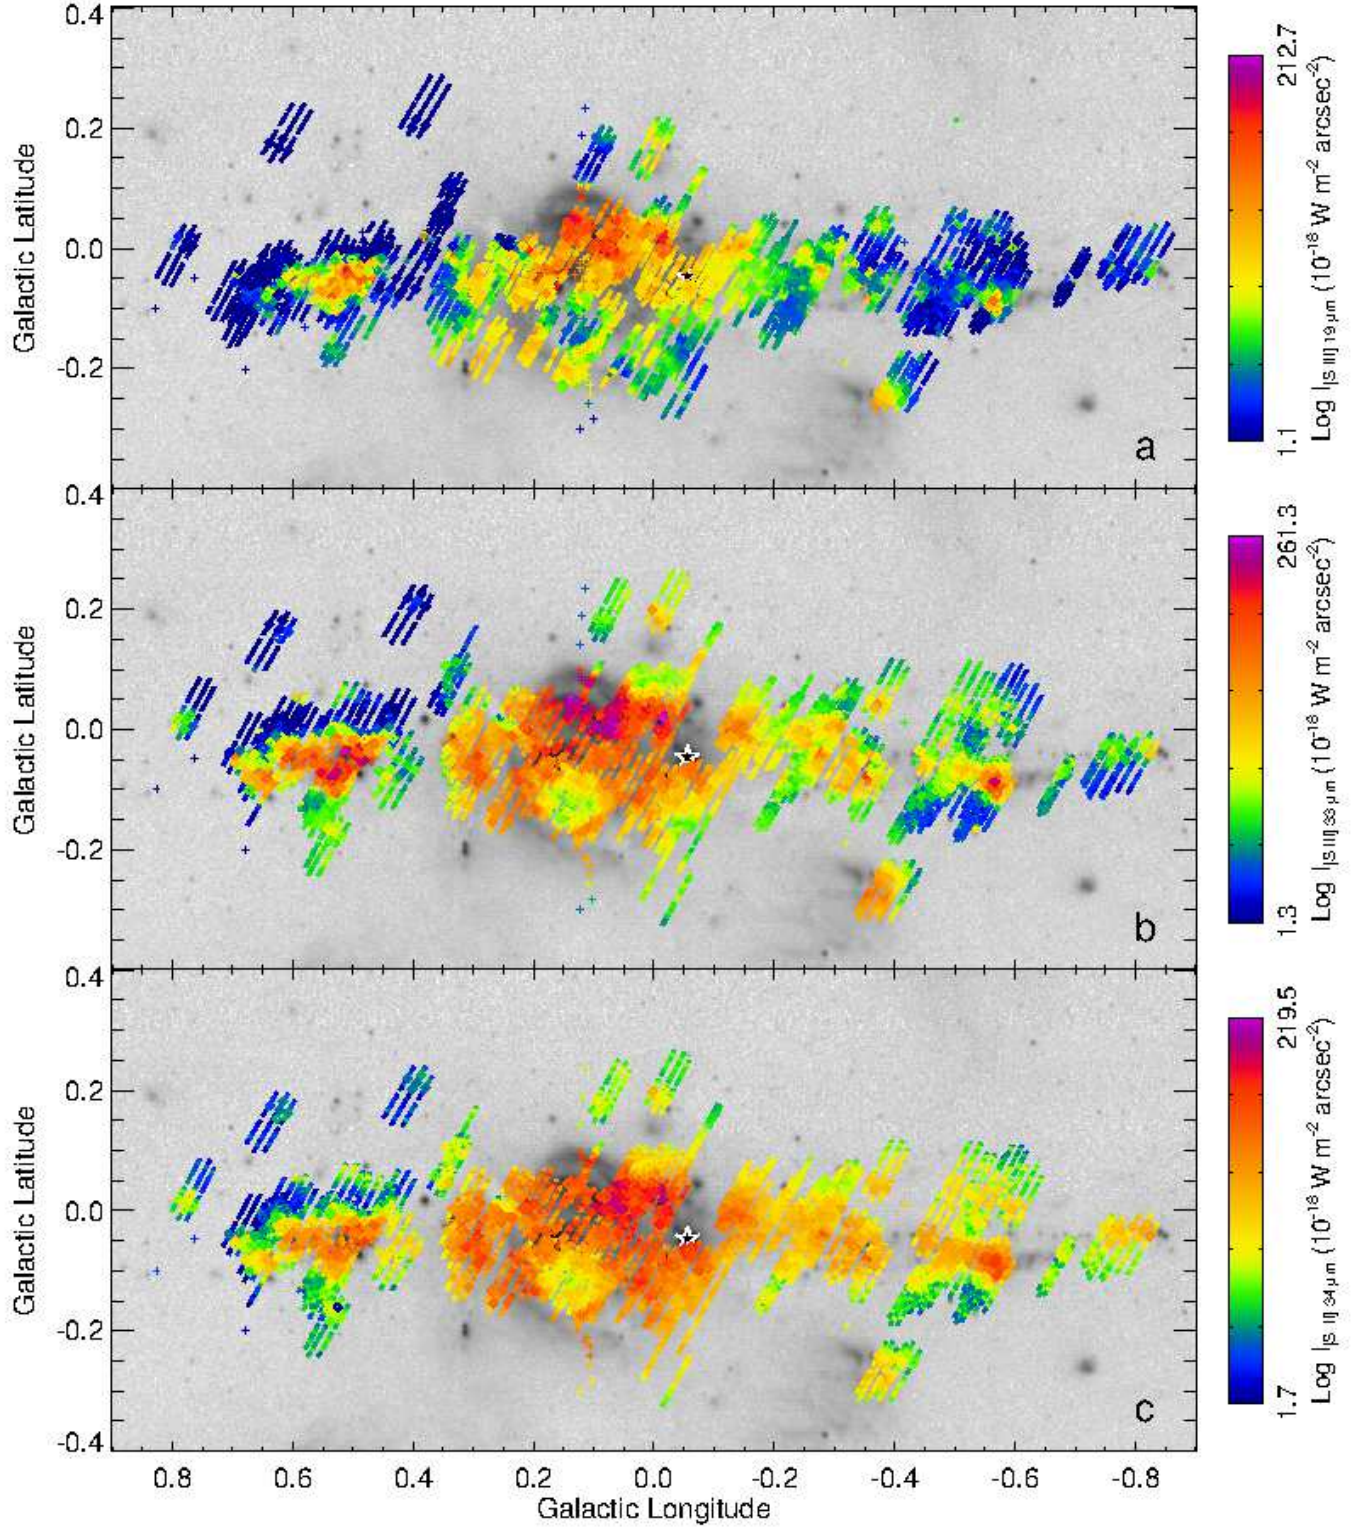 0.4
0.2
0.0
-0.2
Galactic Latitude
a
212.7
1.1
Log I[S III] 19 μm (10-18 W m-2 arcsec-2)
0.4
0.2
0.0
-0.2
Galactic Latitude
b
261.3
1.3
Log I[S III] 33 μm (10-18 W m-2 arcsec-2)
0.4
0.2
0.0
-0.2
-0.4
Galactic Latitude
c
219.5
1.7
Log I[Si II] 34 μm (10-18 W m-2 arcsec-2)
0.8 0.6 0.4 0.2 0.0 -0.2 -0.4 -0.6 -0.8
Galactic Longitude